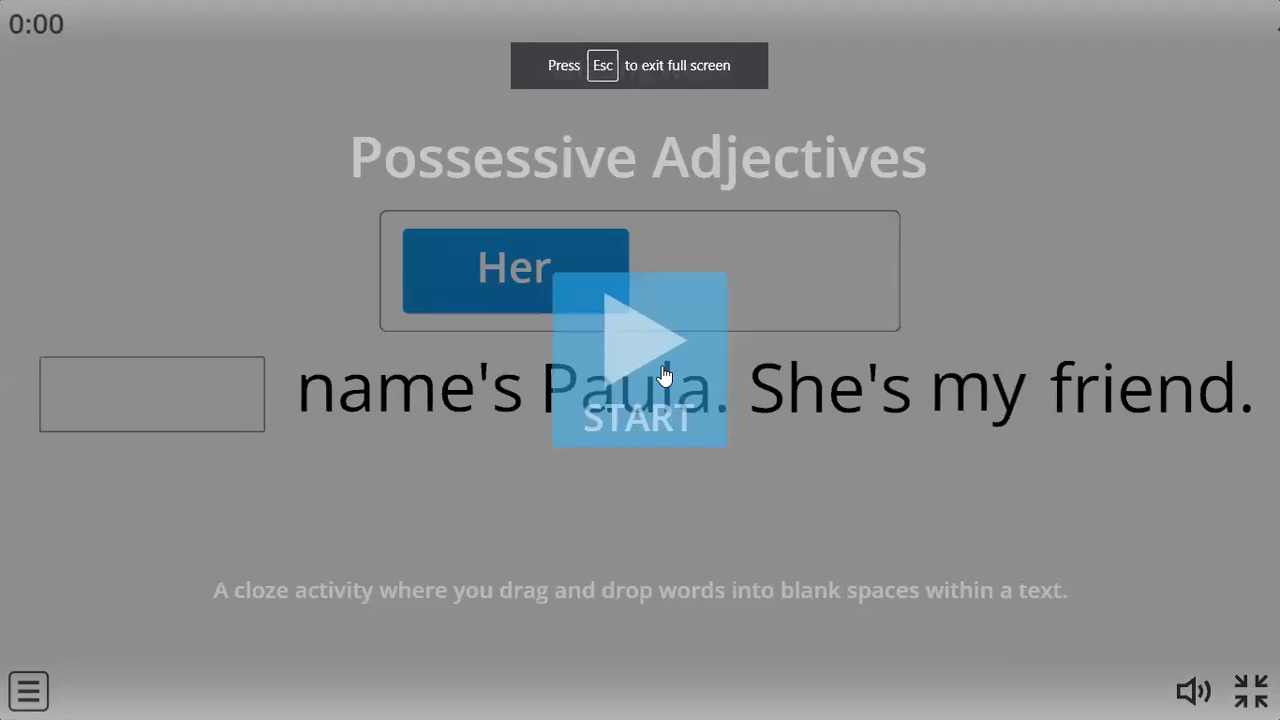 0:00
Press Esc to exit full screen
Possessive Adjectives
Her
name's Paula. She's my friend.
START
A cloze activity where you drag and drop words into blank spaces within a text.